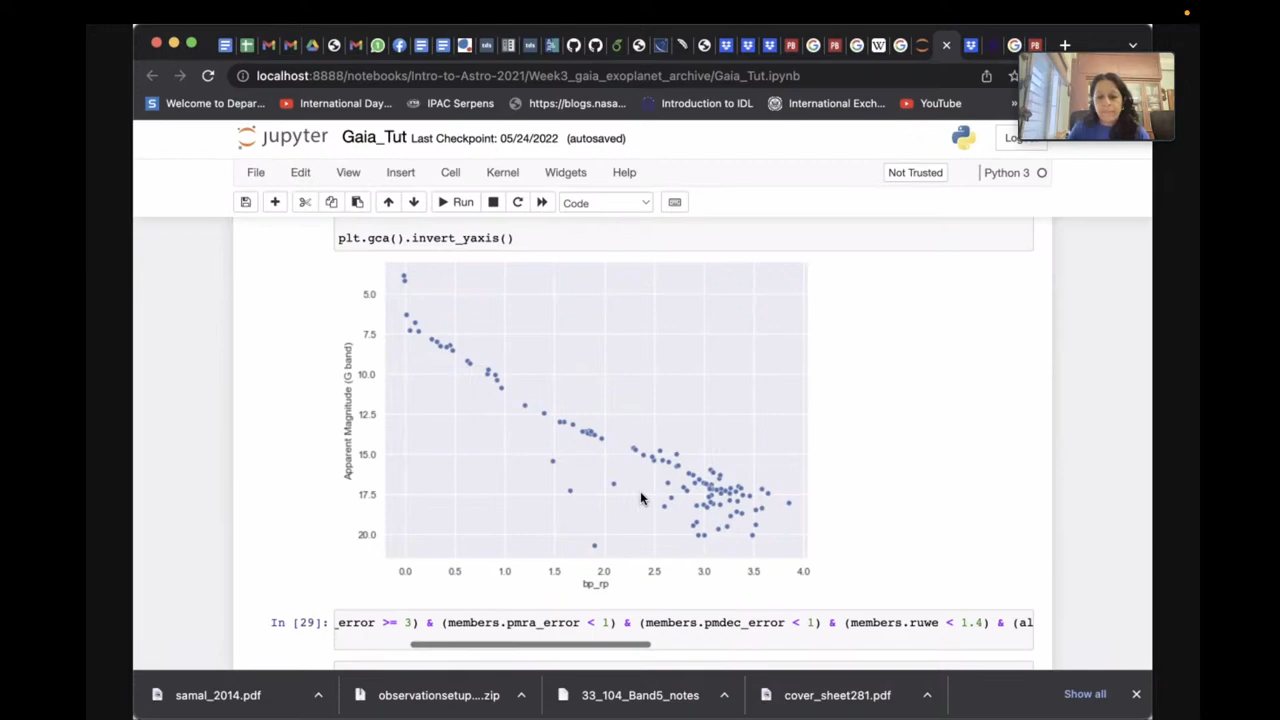 localhost:8888/notebooks/Intro-to-Astro-2021/Week3_gaia_exoplanet_archive/Gaia_Tut.ipynb
Welcome to Depar... International Day... IPAC Serpens https://blogs.nasa... Introduction to IDL International Exch... YouTube »
jupyter Gaia_Tut Last Checkpoint: 05/24/2022 (autosaved)
File Edit View Insert Cell Kernel Widgets Help Not Trusted Python 3
Run Code
plt.gca().invert_yaxis()
Apparent Magnitude (G band)
5.0
7.5
10.0
12.5
15.0
17.5
20.0
0.0 0.5 1.0 1.5 2.0 2.5 3.0 3.5 4.0
bp_rp
In [29]: _error >= 3) & (members.pmra_error < 1) & (members.pmdec_error < 1) & (members.ruwe < 1.4) & (al
samal_2014.pdf observationsetup....zip 33_104_Band5_notes cover_sheet281.pdf Show all